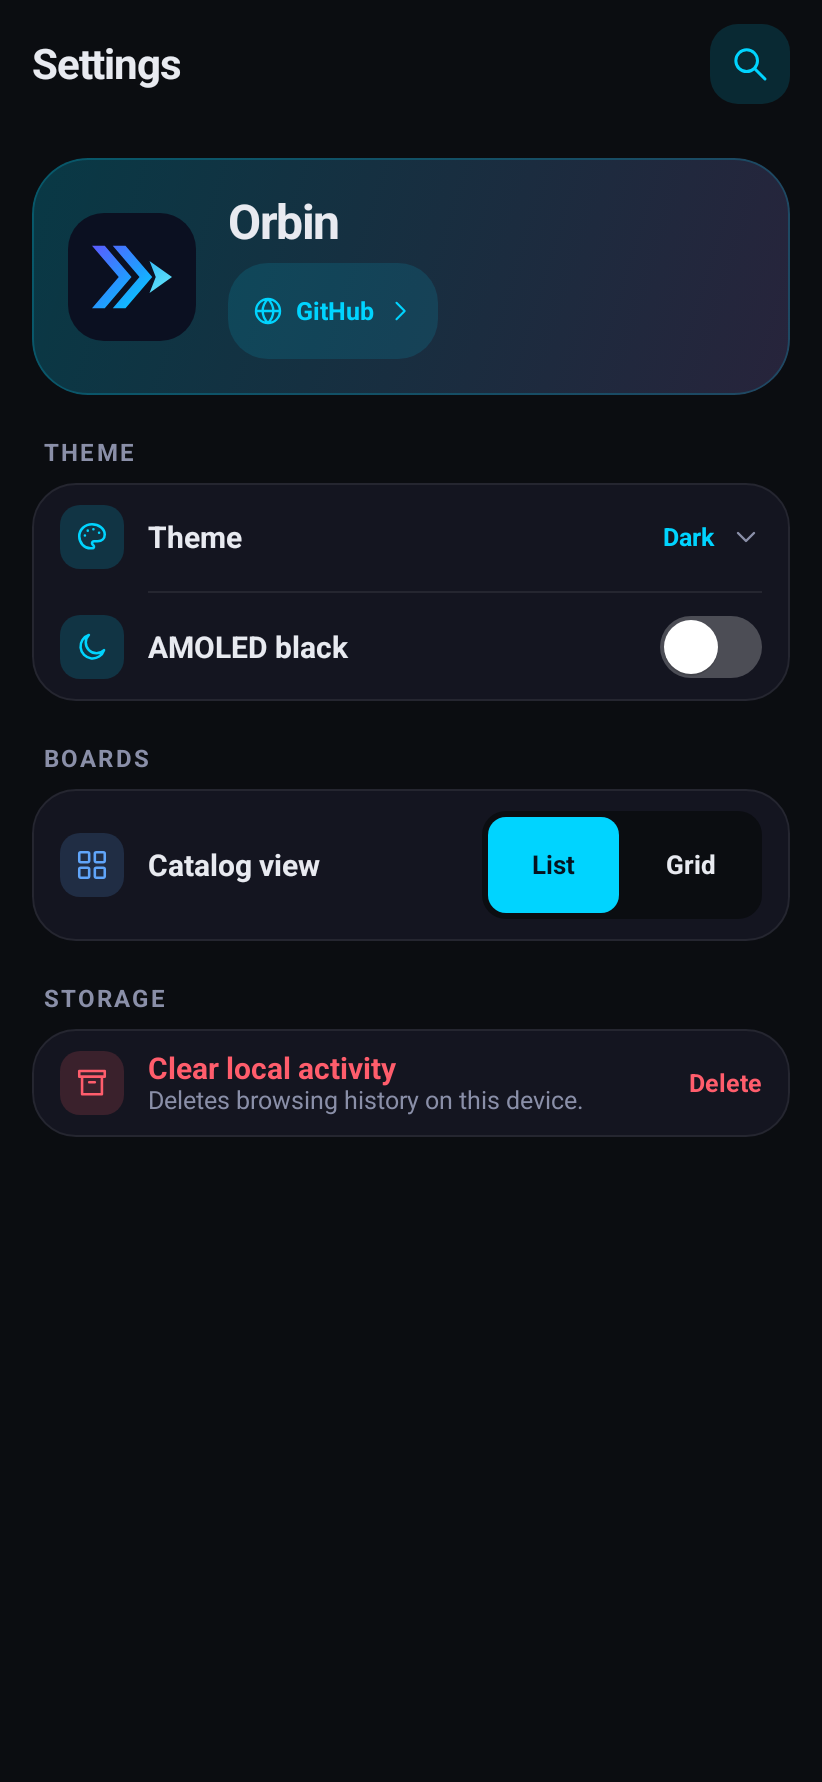 Settings
Orbin
GitHub
THEME
Theme
Dark
AMOLED black
BOARDS
Catalog view
List
Grid
STORAGE
Clear local activity
Deletes browsing history on this device.
Delete